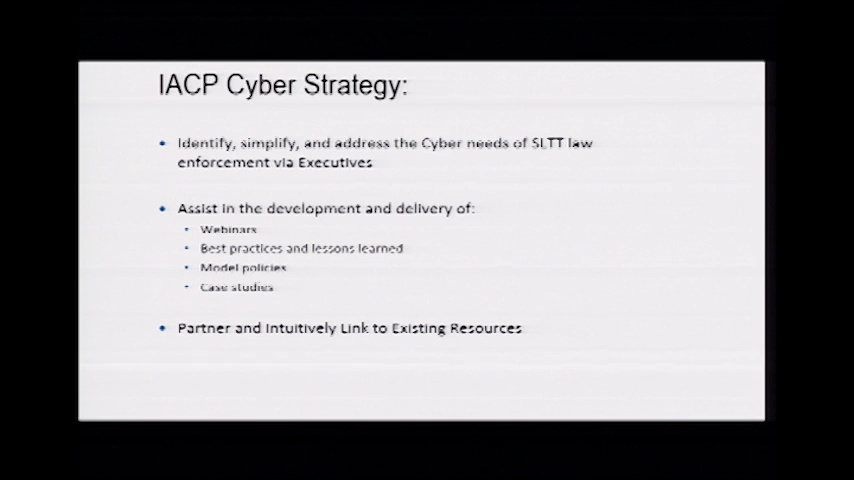 IACP Cyber Strategy:
• Identify, simplify, and address the Cyber needs of SLTT law
enforcement via Executives
• Assist in the development and delivery of:
• Webinars
• Best practices and lessons learned
• Model policies
• Case studies
• Partner and Intuitively Link to Existing Resources